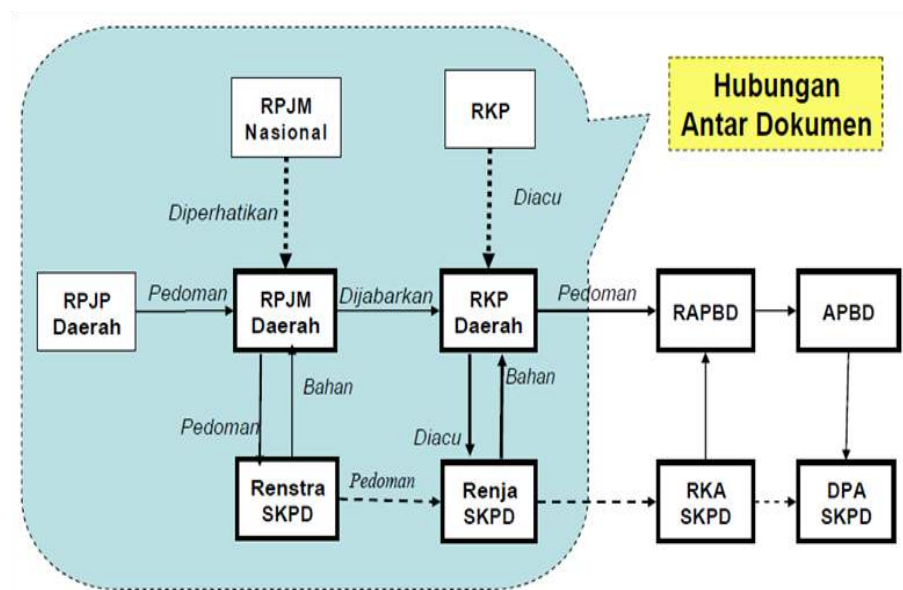 Hubungan
Antar Dokumen
RPJM
Nasional
RKP
Diperhatikan
Diacu
RPJP
Daerah
Pedoman
RPJM
Daerah
Dijabarkan
RKP
Daerah
Pedoman
RAPBD
APBD
Pedoman
Bahan
Diacu
Bahan
Renstra
SKPD
Pedoman
Renja
SKPD
RKA
SKPD
DPA
SKPD